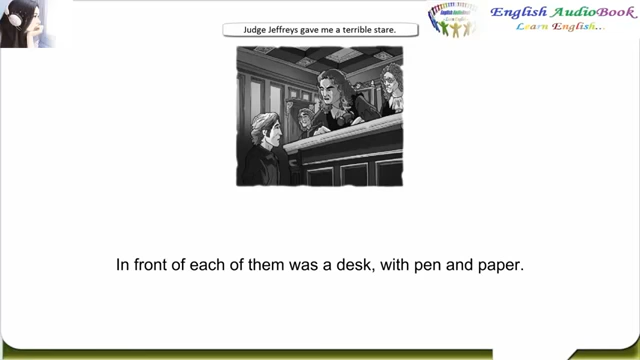 Judge Jeffreys gave me a terrible stare.
English AudioBook
Learn English...
In front of each of them was a desk, with pen and paper.